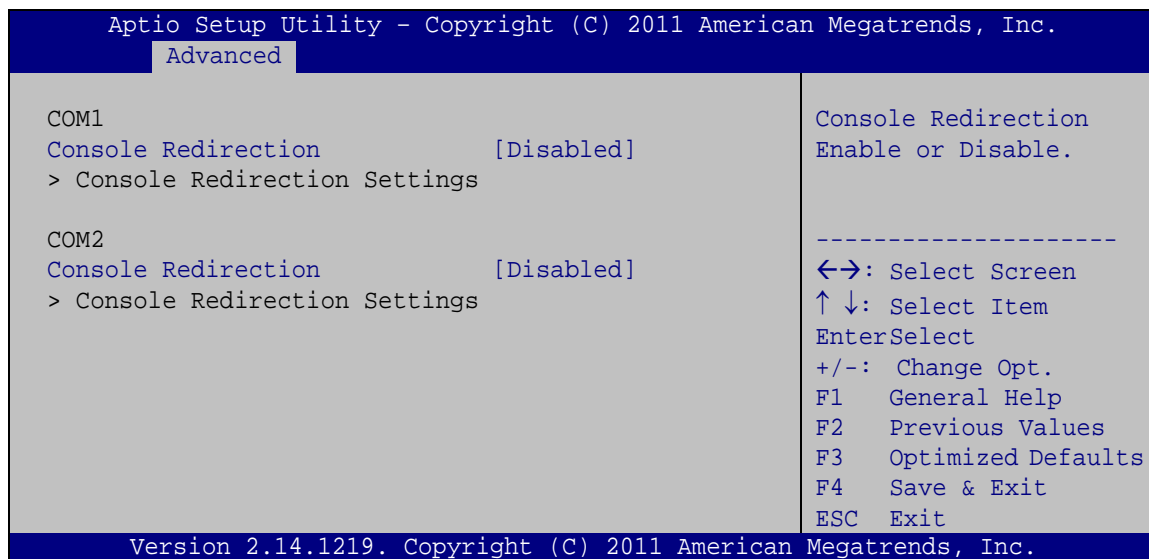 Aptio Setup Utility – Copyright (C) 2011 American Megatrends, Inc.
Advanced
COM1
Console Redirection [Disabled]
> Console Redirection Settings
COM2
Console Redirection [Disabled]
> Console Redirection Settings
Console Redirection
Enable or Disable.
---------------------
←→: Select Screen
↑ ↓: Select Item
EnterSelect
+/-: Change Opt.
F1 General Help
F2 Previous Values
F3 Optimized Defaults
F4 Save & Exit
ESC Exit
Version 2.14.1219. Copyright (C) 2011 American Megatrends, Inc.